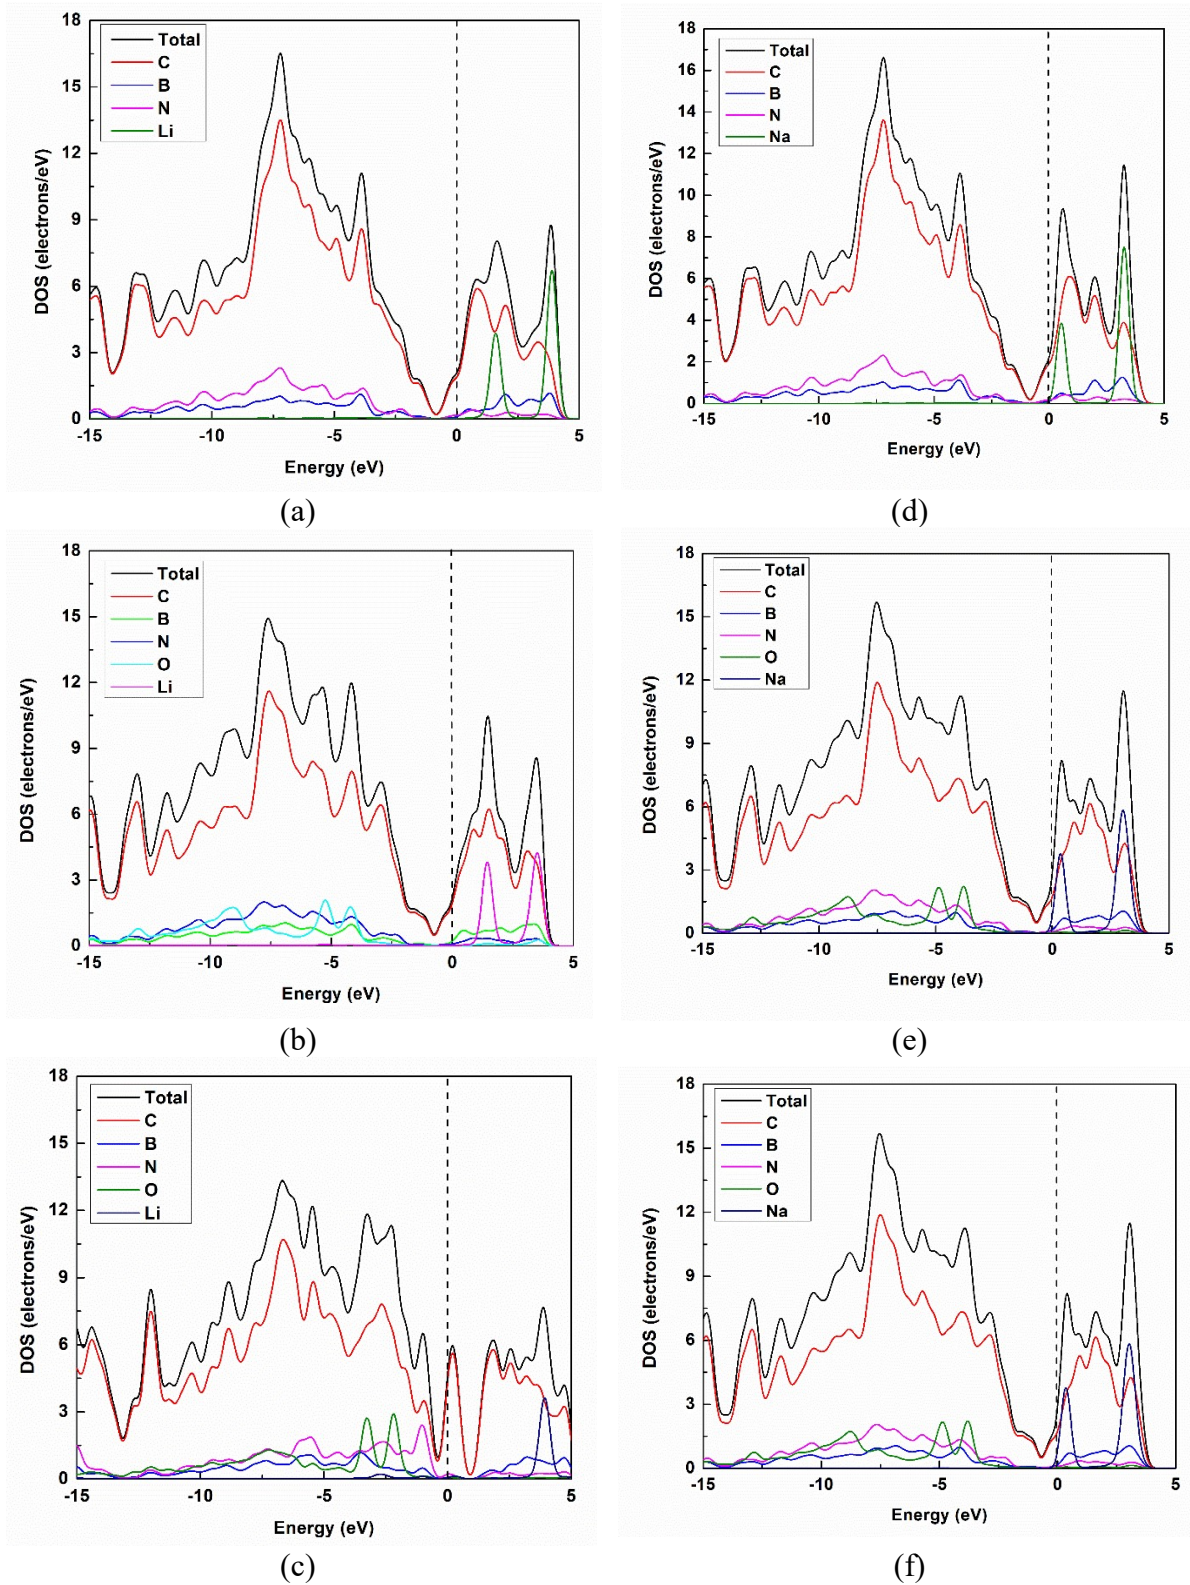 18
15
12
9
6
3
0
DOS (electrons/eV)
Total
C
B
N
Li
-15 -10 -5 0 5
Energy (eV)
(a)
18
16
14
12
10
8
6
4
2
0
DOS (electrons/eV)
Total
C
B
N
Na
-15 -10 -5 0 5
Energy (eV)
(d)
18
15
12
9
6
3
0
DOS (electrons/eV)
Total
C
B
N
O
Li
-15 -10 -5 0 5
Energy (eV)
(b)
18
15
12
9
6
3
0
DOS (electrons/eV)
Total
C
B
N
O
Na
-15 -10 -5 0 5
Energy (eV)
(e)
18
15
12
9
6
3
0
DOS (electrons/eV)
Total
C
B
N
O
Li
-15 -10 -5 0 5
Energy (eV)
(c)
18
15
12
9
6
3
0
DOS (electrons/eV)
Total
C
B
N
O
Na
-15 -10 -5 0 5
Energy (eV)
(f)